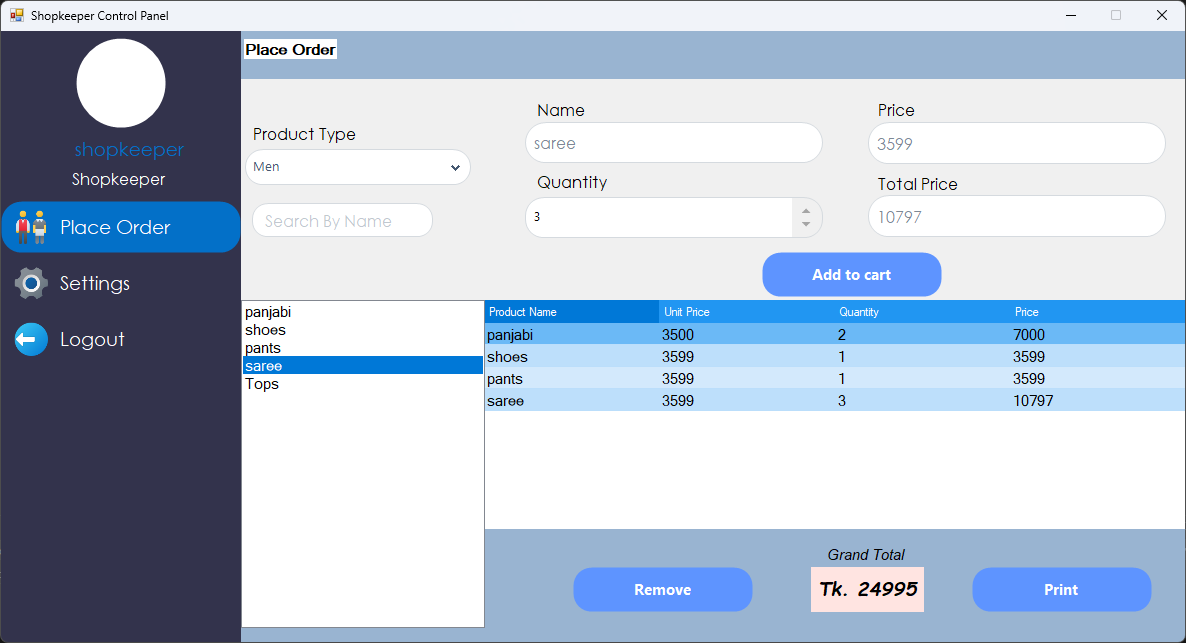 Shopkeeper Control Panel
shopkeeper
Shopkeeper
Place Order
Settings
Logout
Place Order
Product Type
Men
Search By Name
Name
saree
Quantity
3
Price
3599
Total Price
10797
Add to cart
panjabi
shoes
pants
saree
Tops
Product Name Unit Price Quantity Price
panjabi 3500 2 7000
shoes 3599 1 3599
pants 3599 1 3599
saree 3599 3 10797
Remove
Grand Total
Tk. 24995
Print